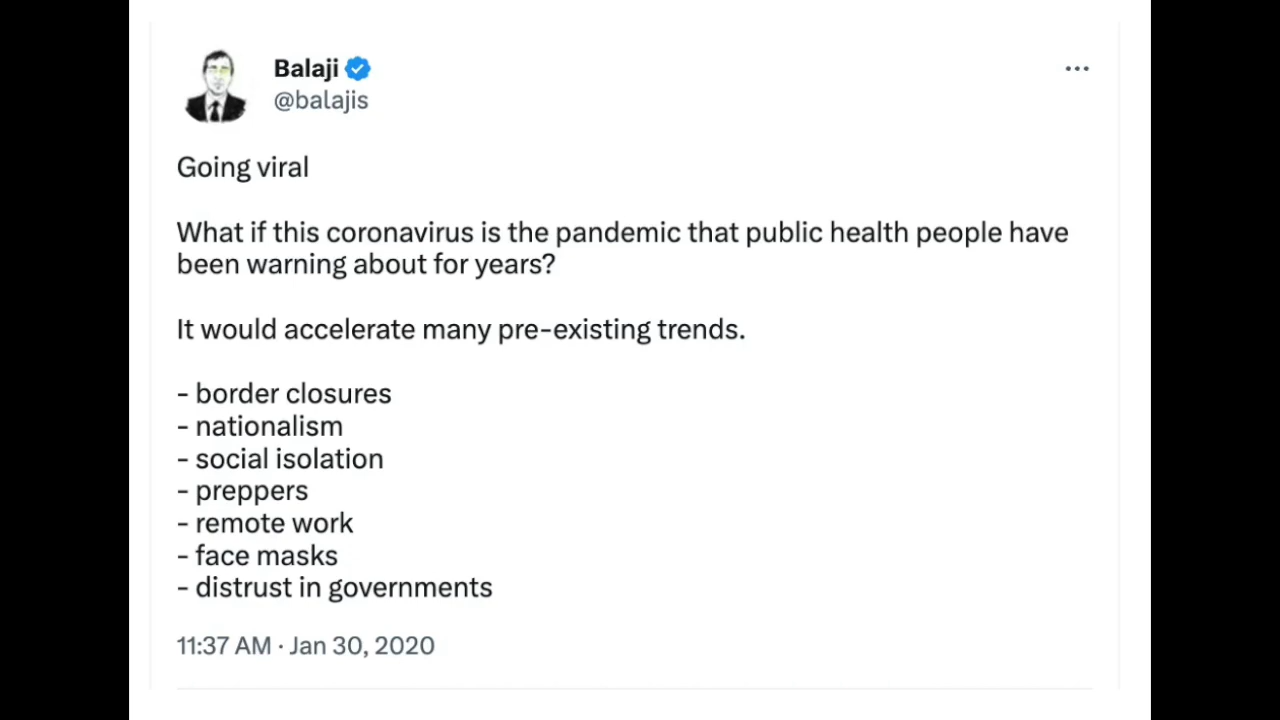 Balaji
@balajis
Going viral
What if this coronavirus is the pandemic that public health people have
been warning about for years?
It would accelerate many pre-existing trends.
- border closures
- nationalism
- social isolation
- preppers
- remote work
- face masks
- distrust in governments
11:37 AM · Jan 30, 2020